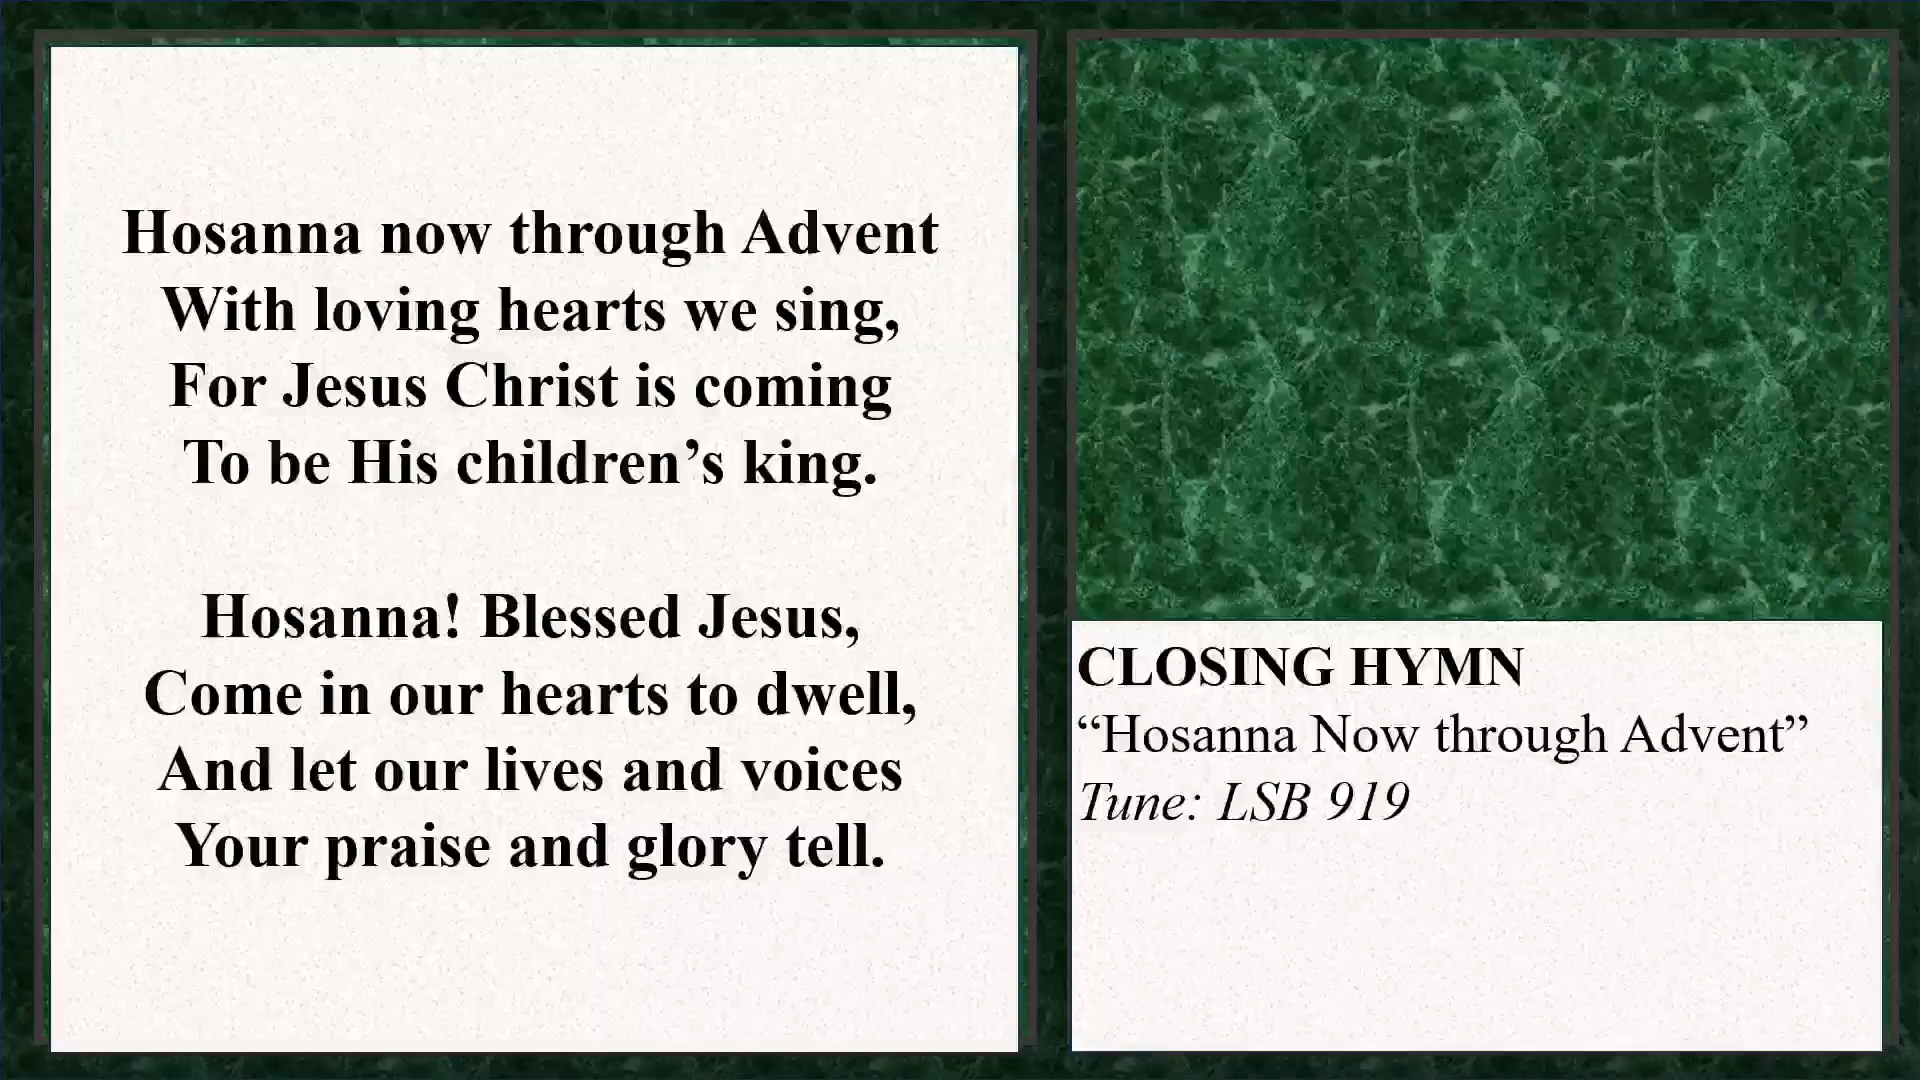 Hosanna now through Advent
With loving hearts we sing,
For Jesus Christ is coming
To be His children’s king.
Hosanna! Blessed Jesus,
Come in our hearts to dwell,
And let our lives and voices
Your praise and glory tell.
CLOSING HYMN
“Hosanna Now through Advent”
Tune: LSB 919